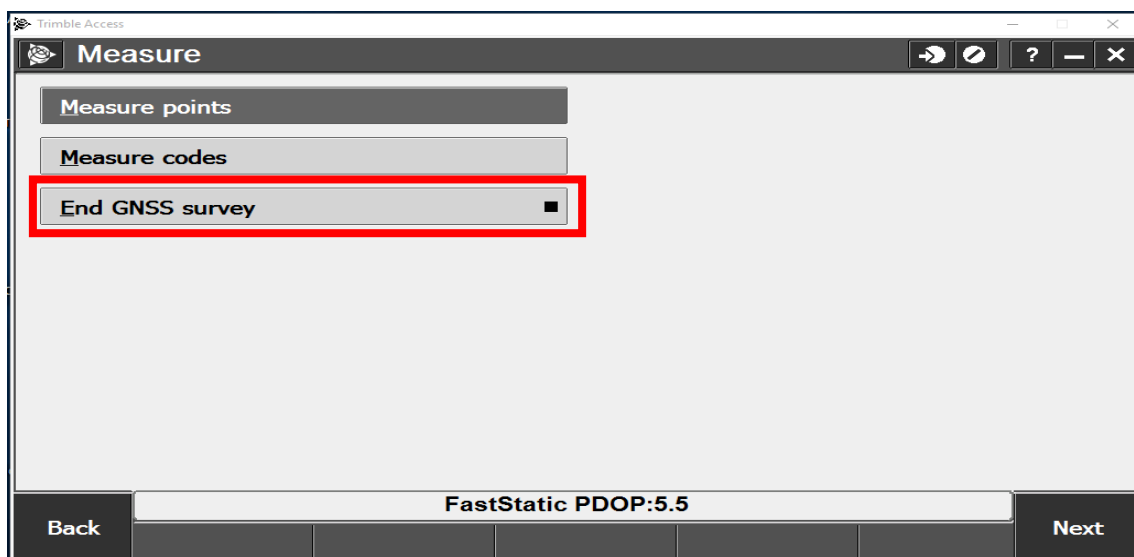 Trimble Access
Measure
?
Measure points
Measure codes
End GNSS survey
FastStatic PDOP:5.5
Back
Next